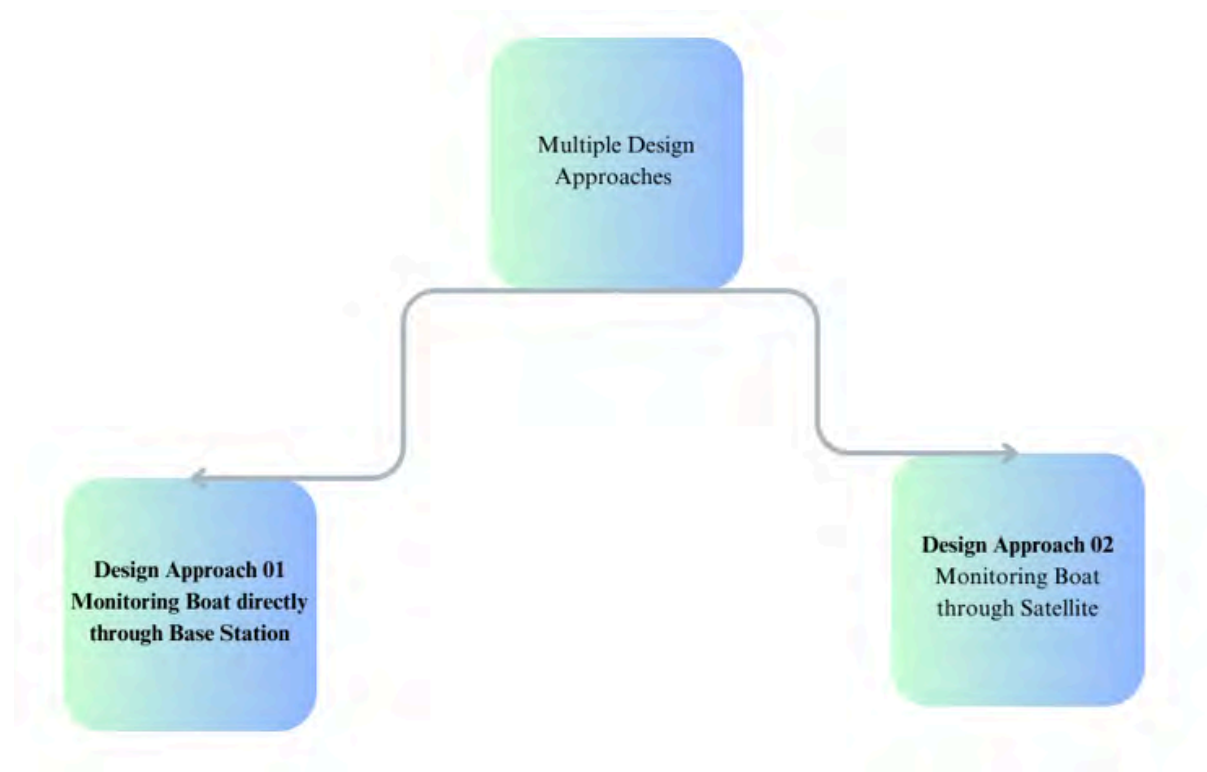 Multiple Design
Approaches
Design Approach 01
Monitoring Boat directly
through Base Station
Design Approach 02
Monitoring Boat
through Satellite